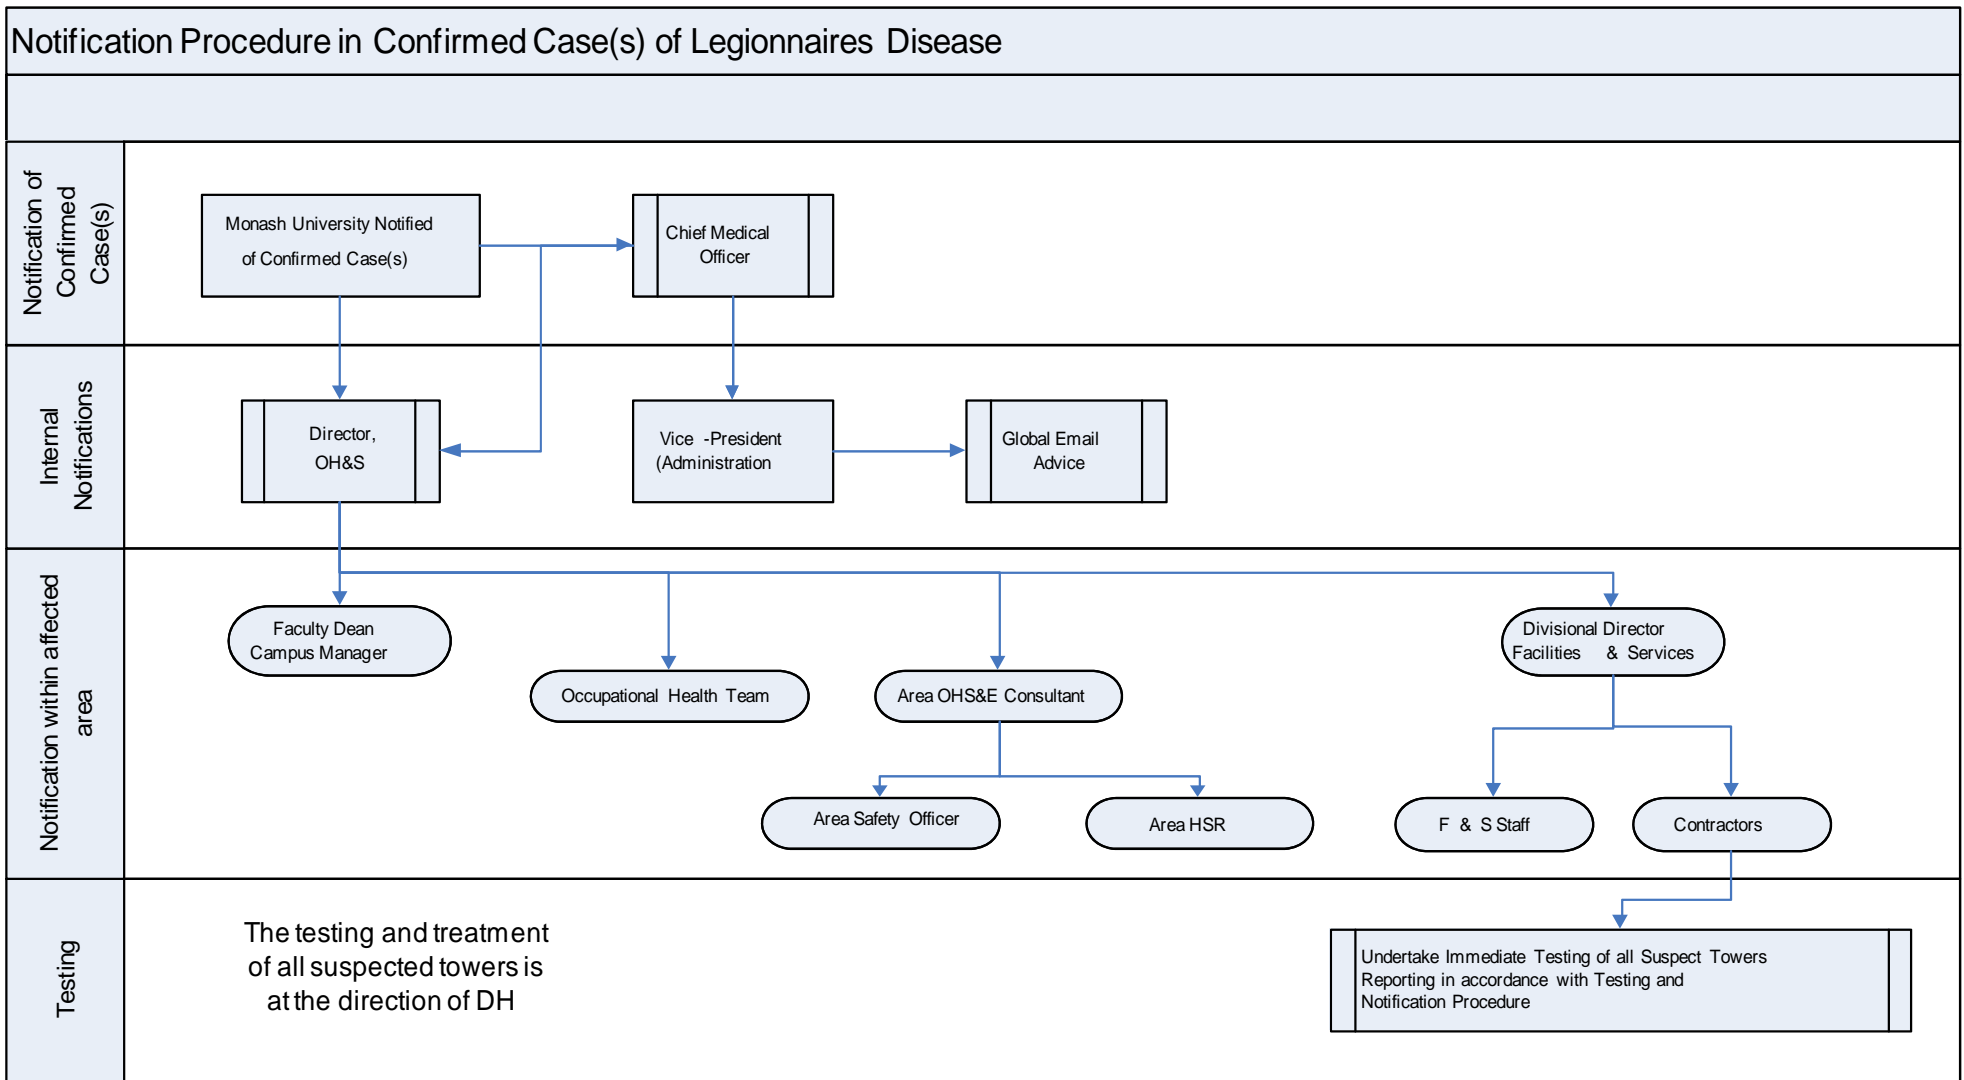 Notification Procedure in Confirmed Case(s) of Legionnaires Disease
Notification of
Confirmed
Case(s)
Monash University Notified
of Confirmed Case(s)
Chief Medical
Officer
Internal
Notifications
Director,
OH&S
Vice -President
(Administration
Global Email
Advice
Notification within affected
area
Faculty Dean
Campus Manager
Occupational Health Team
Area OHS&E Consultant
Divisional Director
Facilities & Services
Area Safety Officer
Area HSR
F & S Staff
Contractors
Testing
The testing and treatment
of all suspected towers is
at the direction of DH
Undertake Immediate Testing of all Suspect Towers
Reporting in accordance with Testing and
Notification Procedure